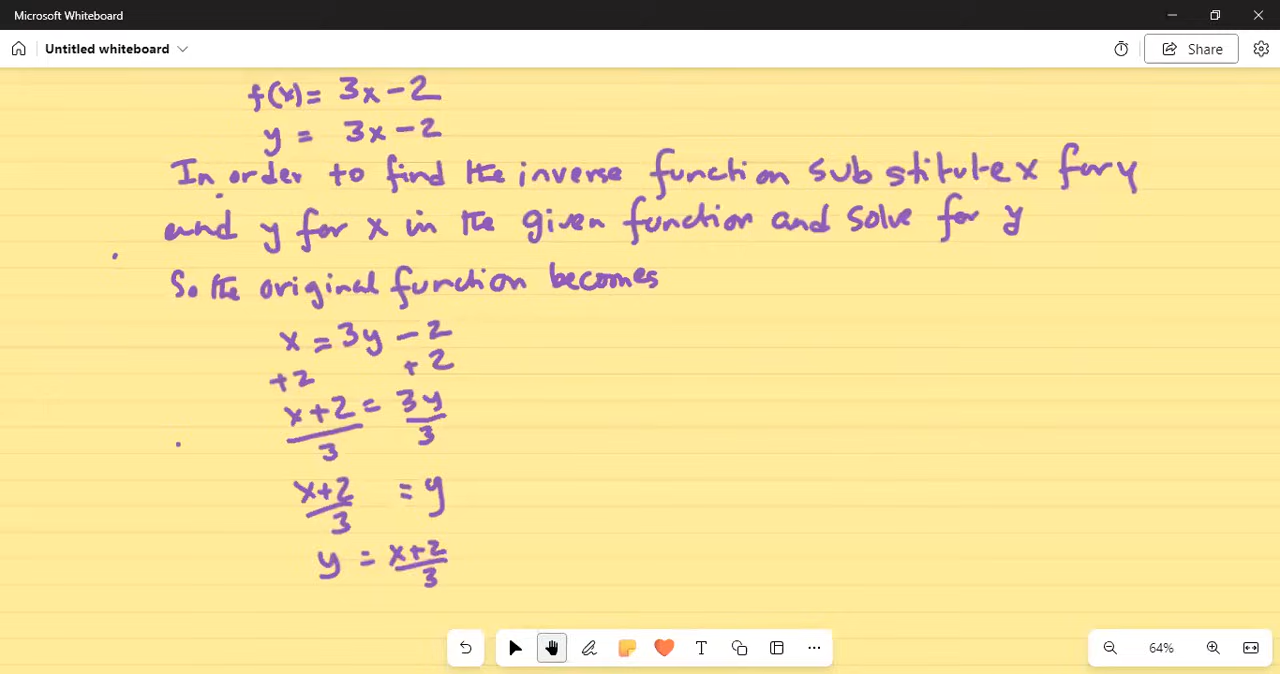 Microsoft Whiteboard
Untitled whiteboard
Share
f(x) = 3x - 2
y = 3x - 2
In order to find the inverse function substitute x for y
and y for x in the given function and solve for y
So the original function becomes
x = 3y - 2
+2 +2
x+2 = 3y
3 3
x+2 = y
3
y = x+2
3
T
64%